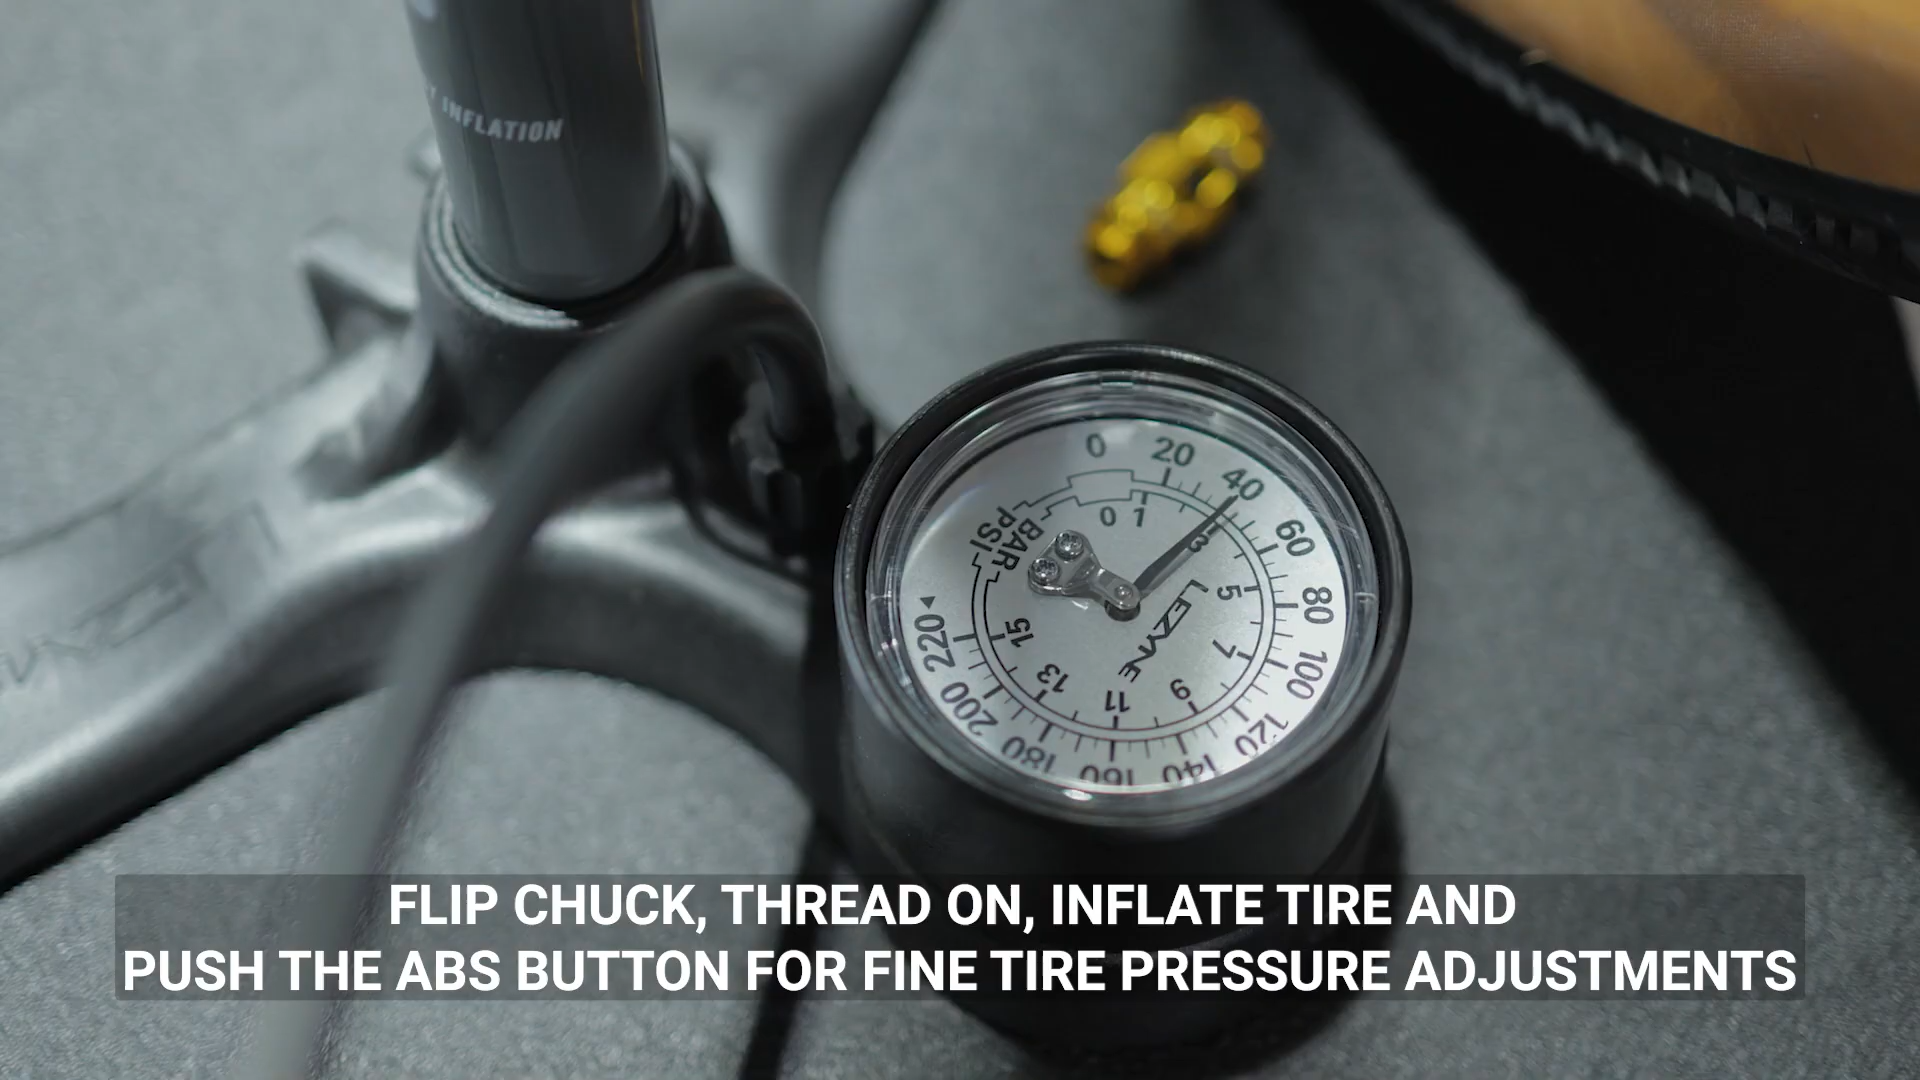 Y INFLATION
0 20 40 60 80 100 120 140 160 180 200 220
0 1 3 5 7 9 11 13 15
BAR
PSI
LEZYNE
FLIP CHUCK, THREAD ON, INFLATE TIRE AND
PUSH THE ABS BUTTON FOR FINE TIRE PRESSURE ADJUSTMENTS